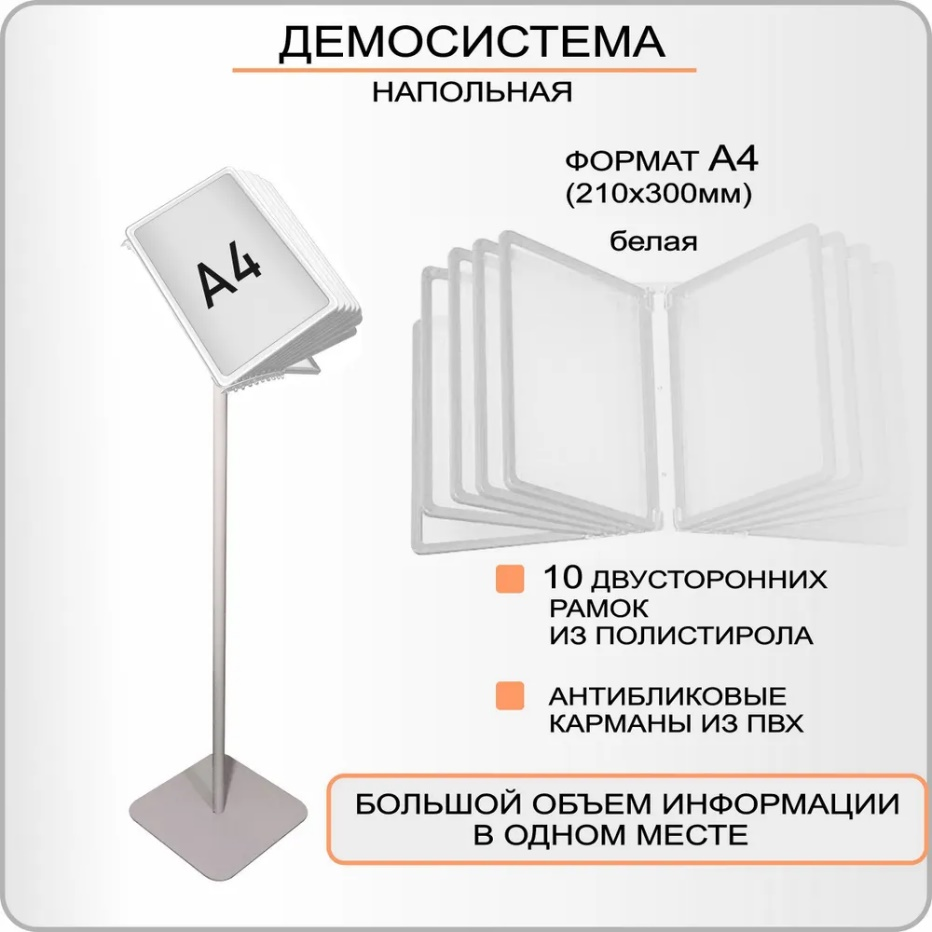 ДЕМОСИСТЕМА
НАПОЛЬНАЯ
ФОРМАТ А4
(210х300мм)
белая
А4
10 ДВУСТОРОННИХ
РАМОК
ИЗ ПОЛИСТИРОЛА
АНТИБЛИКОВЫЕ
КАРМАНЫ ИЗ ПВХ
БОЛЬШОЙ ОБЪЕМ ИНФОРМАЦИИ
В ОДНОМ МЕСТЕ